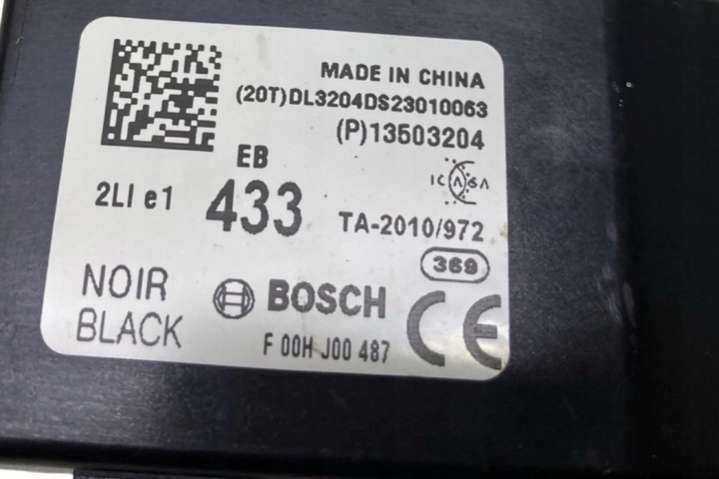 MADE IN CHINA
(20T)DL3204DS23010063
(P)13503204
EB
ICASA
2LI e1
433
TA-2010/972
369
NOIR
BLACK
BOSCH
CE
F 00H J00 487